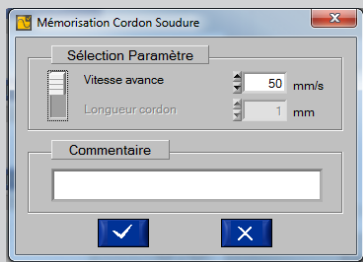 Mémorisation Cordon Soudure
Sélection Paramètre
Vitesse avance 50 mm/s
Longueur cordon 1 mm
Commentaire